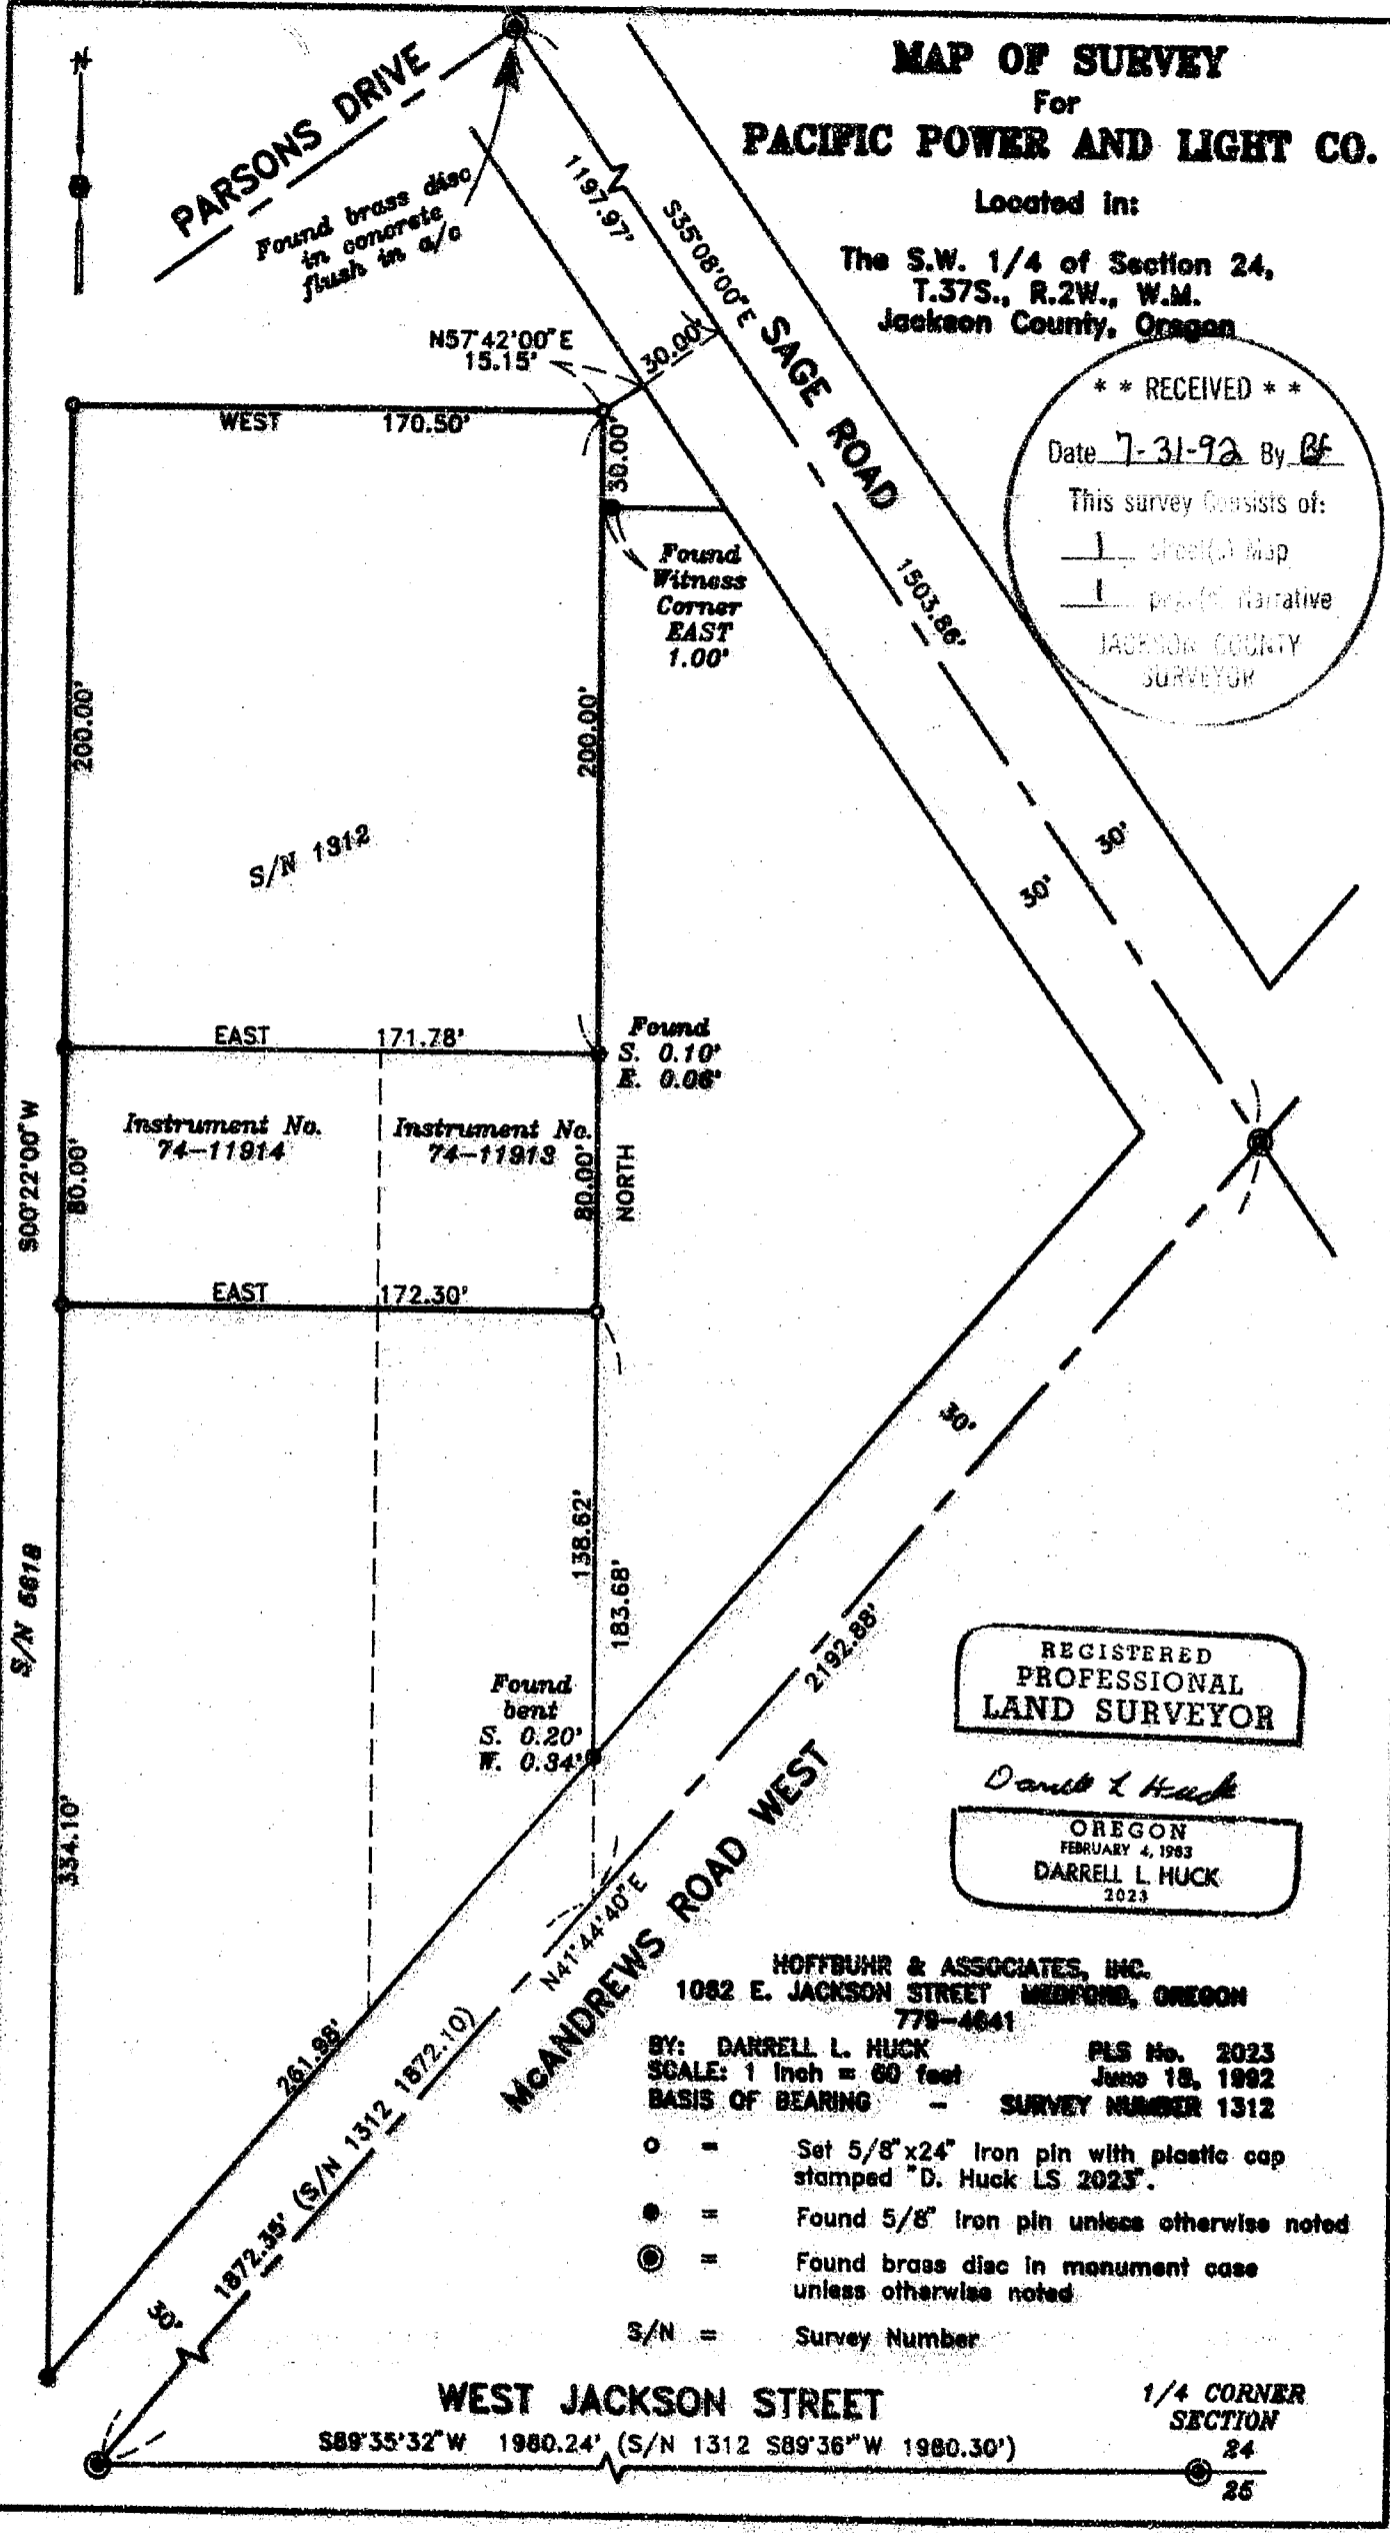 MAP OF SURVEY
For
PACIFIC POWER AND LIGHT CO.
Located in:
The S.W. 1/4 of Section 24,
T.37S., R.2W., W.M.
Jackson County, Oregon
* * RECEIVED * *
Date 7-31-92 By BF
This survey Consists of:
1 sheet(s) Map
1 page(s) Narrative
JACKSON COUNTY
SURVEYOR
N
PARSONS DRIVE
Found brass disc
in concrete
flush in a/c
1197.97'
S35°08'00"E
SAGE ROAD
N57°42'00"E
15.15'
30.00'
WEST 170.50'
30.00'
Found
Witness
Corner
EAST
1.00'
1503.86'
200.00'
200.00'
S/N 1312
30'
30'
EAST 171.78'
Found
S. 0.10'
E. 0.06'
Instrument No.
74-11914
Instrument No.
74-11913
S00°22'00"W
80.00'
80.00'
NORTH
EAST 172.30'
30'
138.62'
183.68'
S/N 5618
Found
bent
S. 0.20'
W. 0.34'
2192.88'
334.10'
N41°44'40"E
McANDREWS ROAD WEST
261.98'
1872.35' (S/N 1312 1872.10)
30'
REGISTERED
PROFESSIONAL
LAND SURVEYOR
Darrell L Huck
OREGON
FEBRUARY 4, 1983
DARRELL L. HUCK
2023
HOFFBUHR & ASSOCIATES, INC.
1062 E. JACKSON STREET MEDFORD, OREGON
779-4641
BY: DARRELL L. HUCK PLS No. 2023
SCALE: 1 inch = 60 feet June 18, 1992
BASIS OF BEARING - SURVEY NUMBER 1312
o = Set 5/8"x24" iron pin with plastic cap
stamped "D. Huck LS 2023".
● = Found 5/8" iron pin unless otherwise noted
◉ = Found brass disc in monument case
unless otherwise noted
S/N = Survey Number
WEST JACKSON STREET
S89°35'32"W 1980.24' (S/N 1312 S89°36'"W 1980.30')
1/4 CORNER
SECTION
24
25